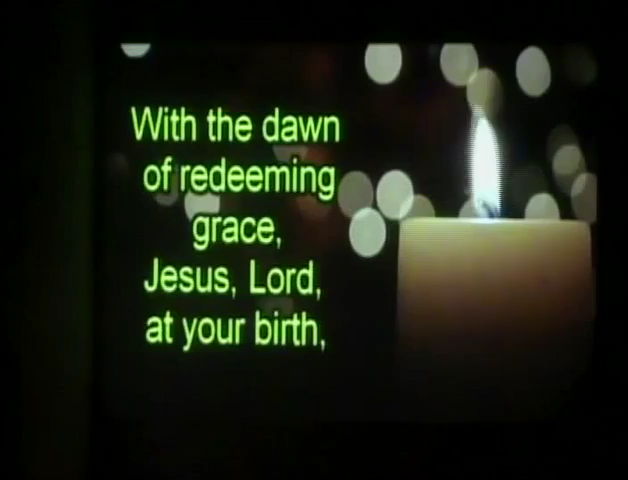 With the dawn
of redeeming
grace,
Jesus, Lord,
at your birth,